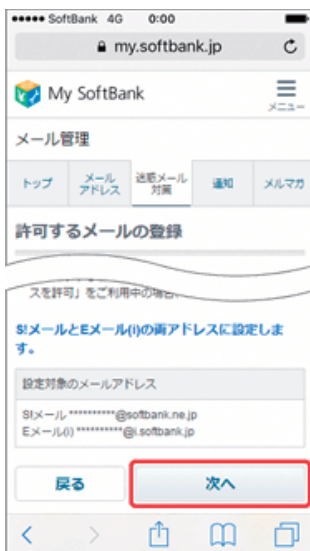 ●●●●● SoftBank 4G 0:00
my.softbank.jp
My SoftBank
メニュー
メール管理
トップ
メール
アドレス
迷惑メール
対策
通知
メルマガ
許可するメールの登録
スを許可」をご利用中の場合、
S!メールとEメール(i)の両アドレスに設定しま
す。
設定対象のメールアドレス
S!メール **********@softbank.ne.jp
Eメール(i) **********@i.softbank.jp
戻る
次へ